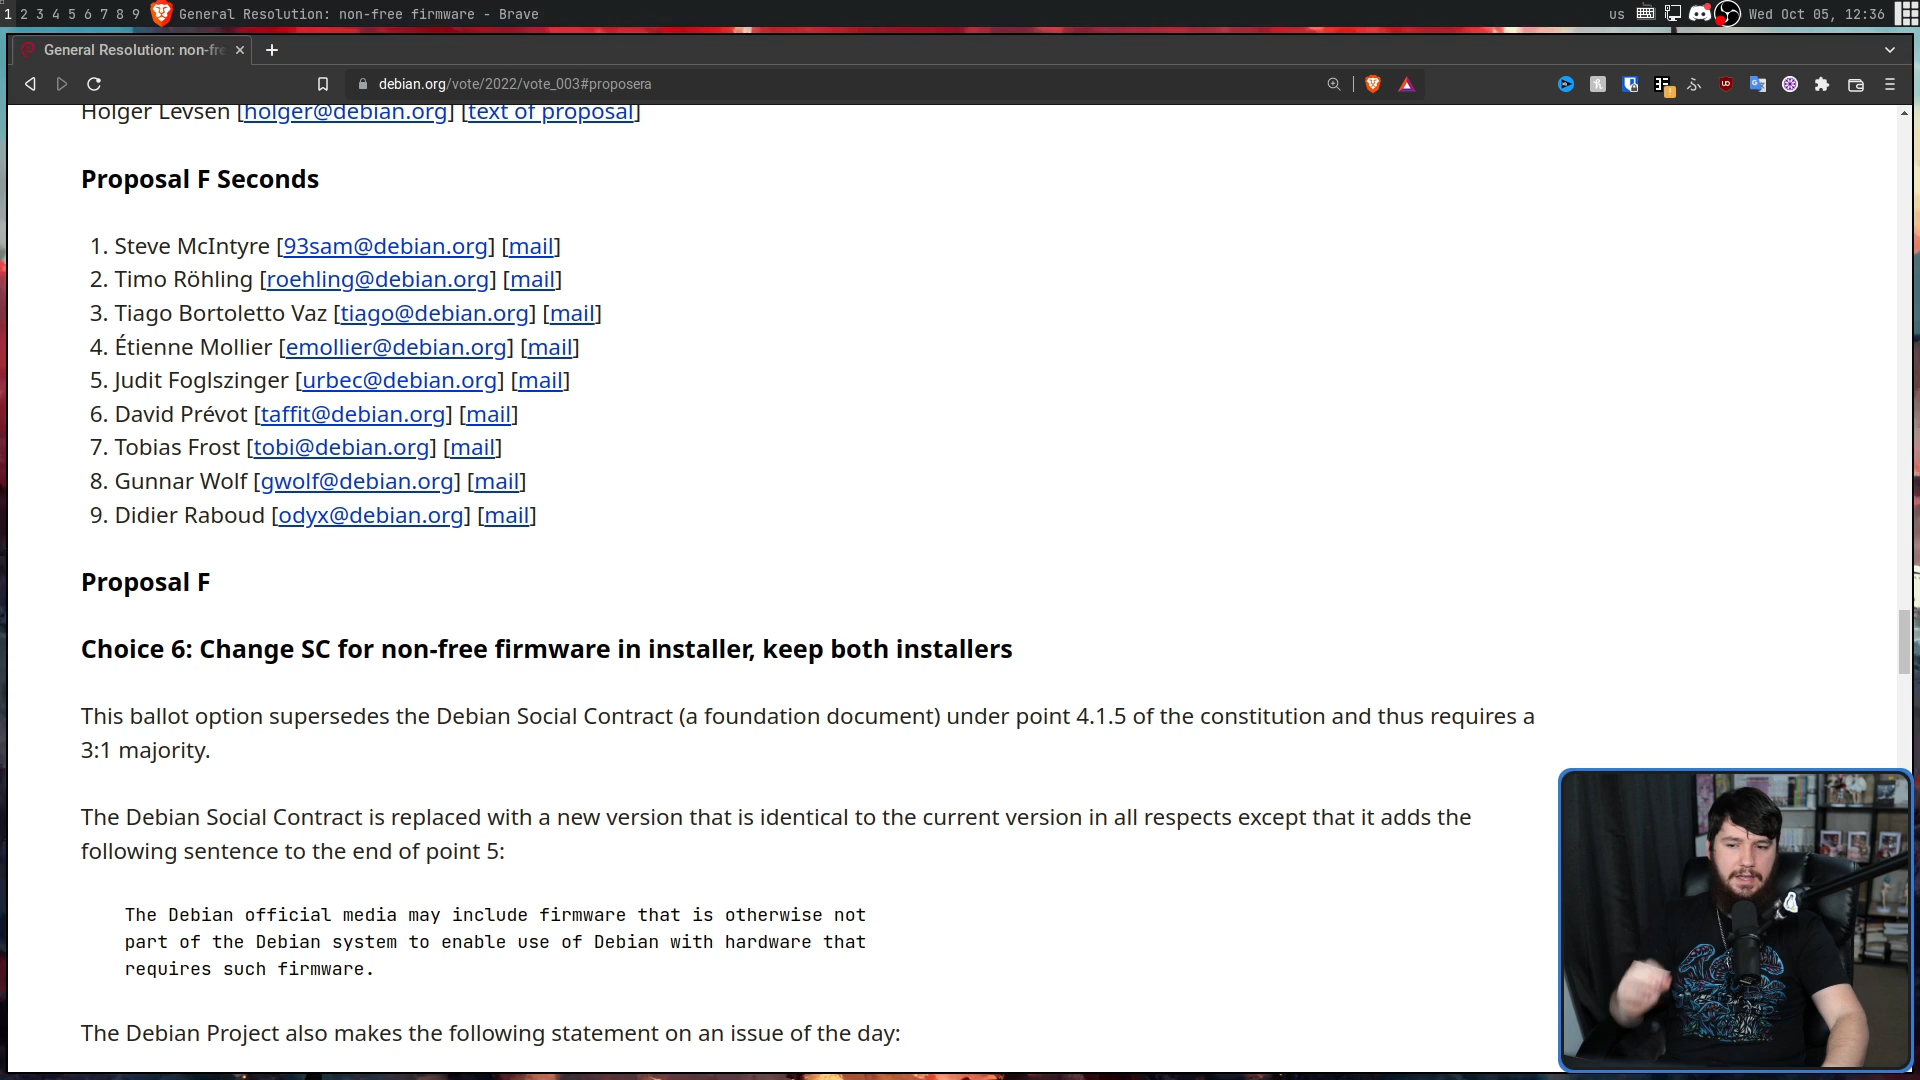 1 2 3 4 5 6 7 8 9 General Resolution: non-free firmware - Brave
us Wed Oct 05, 12:36
General Resolution: non-fre
debian.org/vote/2022/vote_003#proposera
Holger Levsen [holger@debian.org] [text of proposal]
Proposal F Seconds
1. Steve McIntyre [93sam@debian.org] [mail]
2. Timo Röhling [roehling@debian.org] [mail]
3. Tiago Bortoletto Vaz [tiago@debian.org] [mail]
4. Étienne Mollier [emollier@debian.org] [mail]
5. Judit Foglszinger [urbec@debian.org] [mail]
6. David Prévot [taffit@debian.org] [mail]
7. Tobias Frost [tobi@debian.org] [mail]
8. Gunnar Wolf [gwolf@debian.org] [mail]
9. Didier Raboud [odyx@debian.org] [mail]
Proposal F
Choice 6: Change SC for non-free firmware in installer, keep both installers
This ballot option supersedes the Debian Social Contract (a foundation document) under point 4.1.5 of the constitution and thus requires a
3:1 majority.
The Debian Social Contract is replaced with a new version that is identical to the current version in all respects except that it adds the
following sentence to the end of point 5:
The Debian official media may include firmware that is otherwise not
part of the Debian system to enable use of Debian with hardware that
requires such firmware.
The Debian Project also makes the following statement on an issue of the day: